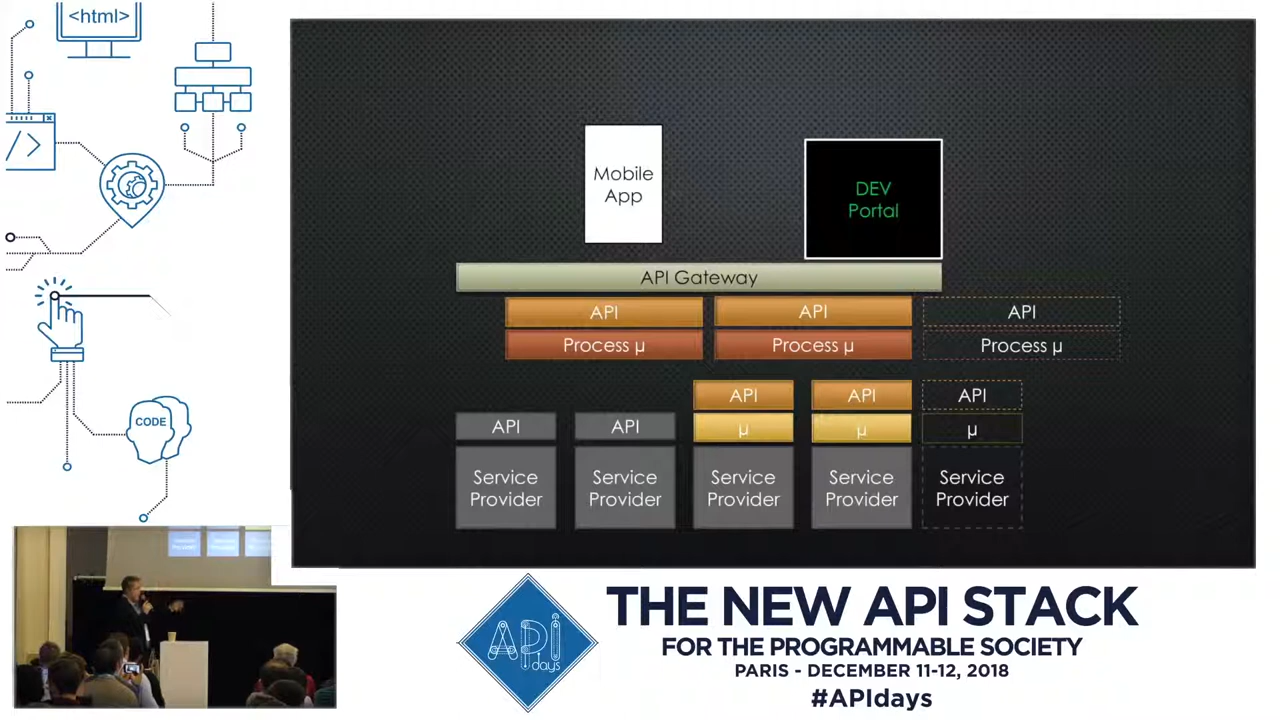 <html>
Mobile
App
DEV
Portal
API Gateway
API
API
API
Process µ
Process µ
Process µ
API
API
API
API
API
µ
µ
µ
Service
Provider
Service
Provider
Service
Provider
Service
Provider
Service
Provider
/>
CODE
API
days
THE NEW API STACK
FOR THE PROGRAMMABLE SOCIETY
PARIS - DECEMBER 11-12, 2018
#APIdays